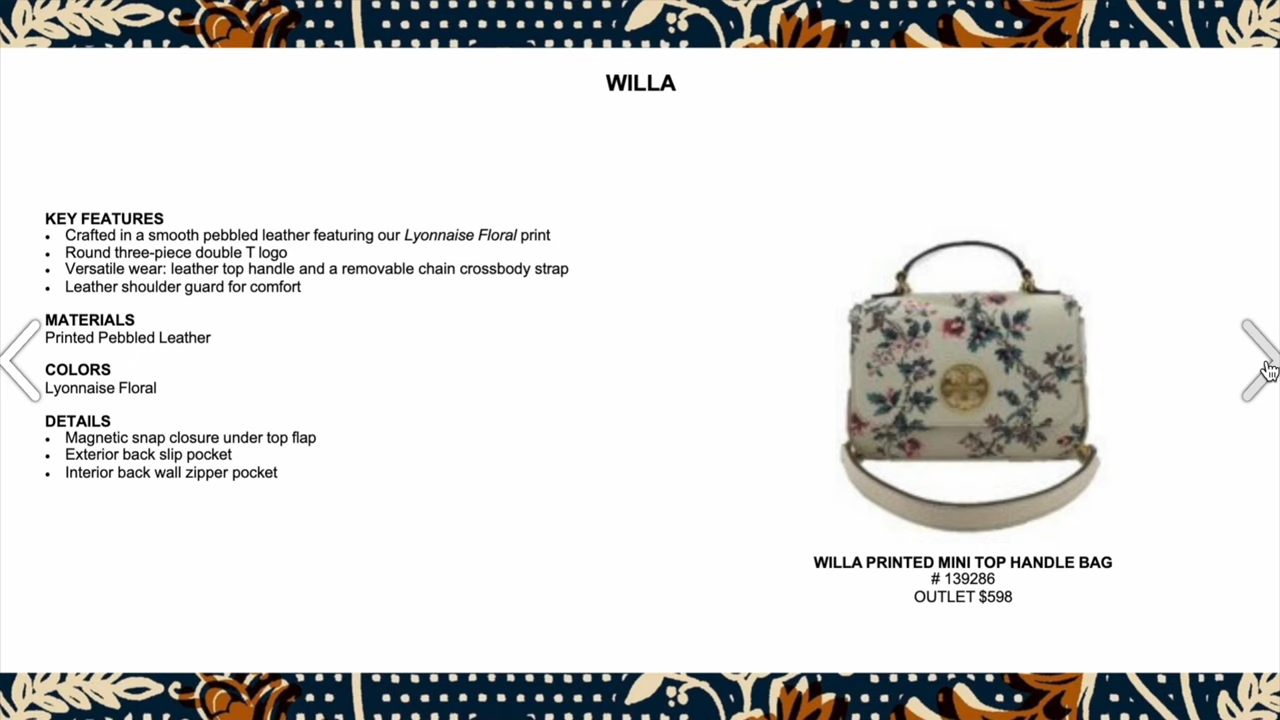 WILLA
KEY FEATURES
• Crafted in a smooth pebbled leather featuring our Lyonnaise Floral print
• Round three-piece double T logo
• Versatile wear: leather top handle and a removable chain crossbody strap
• Leather shoulder guard for comfort
MATERIALS
Printed Pebbled Leather
COLORS
Lyonnaise Floral
DETAILS
• Magnetic snap closure under top flap
• Exterior back slip pocket
• Interior back wall zipper pocket
WILLA PRINTED MINI TOP HANDLE BAG
# 139286
OUTLET $598